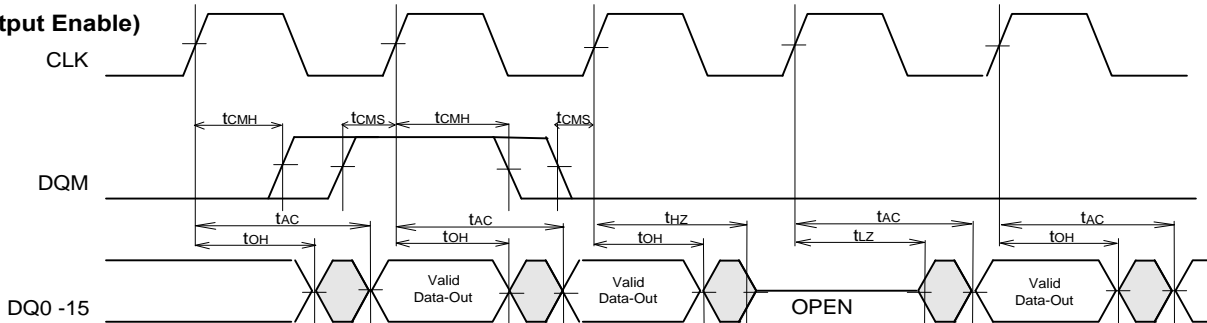 tput Enable)
CLK
tCMH tCMS tCMH tCMS
DQM
tAC tAC tHZ tAC tAC
tOH tOH tOH tLZ tOH
DQ0 -15
Valid
Data-Out
Valid
Data-Out
OPEN
Valid
Data-Out